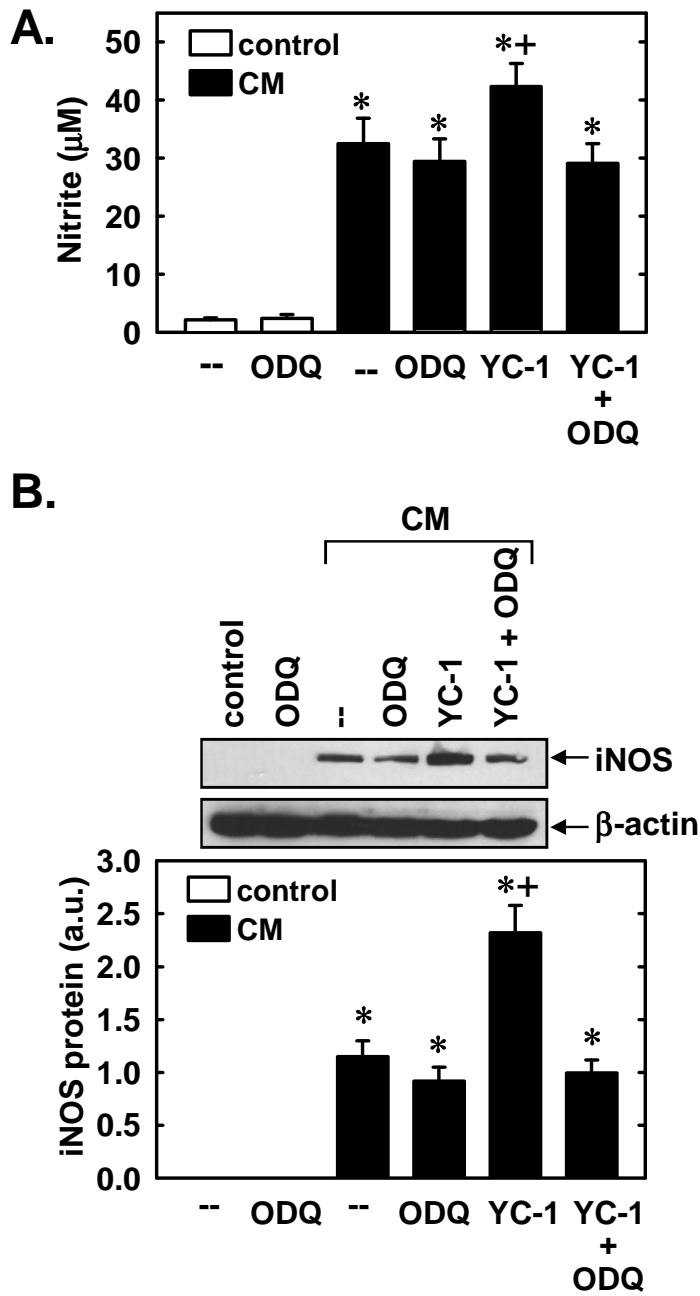 A.
50
40
30
20
10
0
Nitrite (µM)
control
CM
*
*
*+
*
--
ODQ
--
ODQ
YC-1
YC-1
+
ODQ
B.
CM
control
ODQ
--
ODQ
YC-1
YC-1 + ODQ
iNOS
β-actin
3.0
2.5
2.0
1.5
1.0
0.5
0.0
iNOS protein (a.u.)
control
CM
*
*
*+
*
--
ODQ
--
ODQ
YC-1
YC-1
+
ODQ